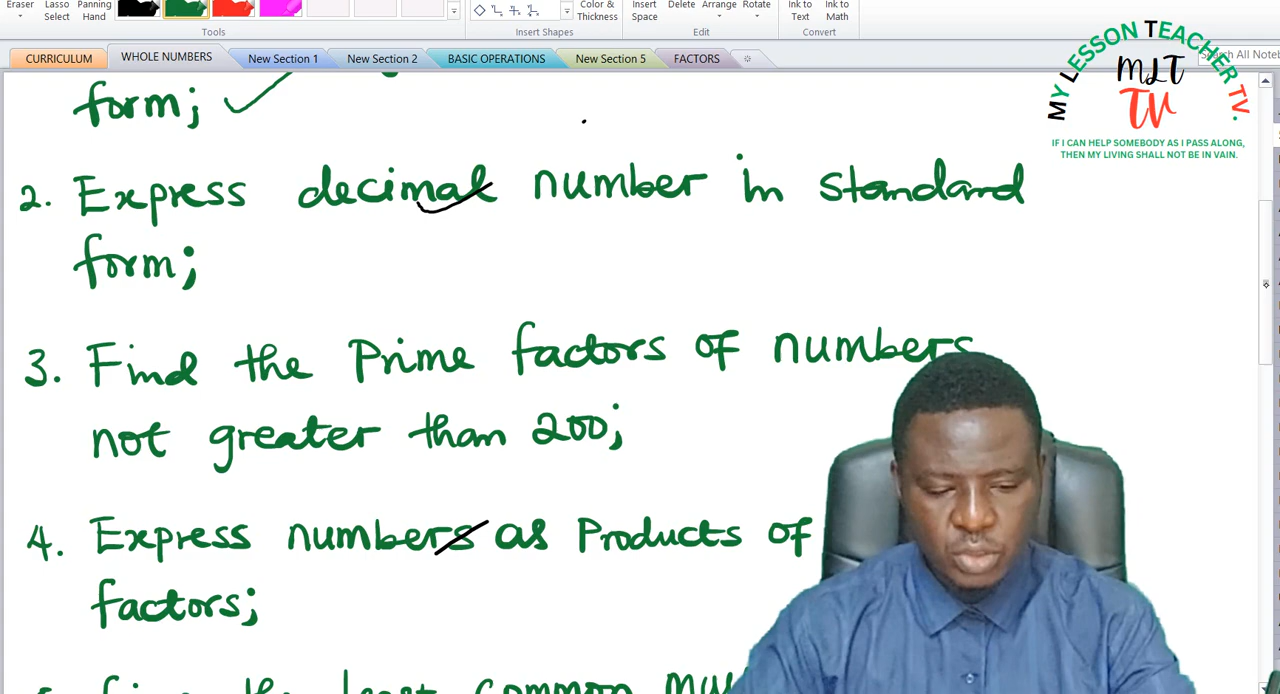 Eraser Lasso Select Panning Hand Color & Thickness Insert Space Delete Arrange Rotate Ink to Text Ink to Math
Tools Insert Shapes Edit Convert
CURRICULUM WHOLE NUMBERS New Section 1 New Section 2 BASIC OPERATIONS New Section 5 FACTORS
MY LESSON TEACHER TV.
MLT
TV
IF I CAN HELP SOMEBODY AS I PASS ALONG,
THEN MY LIVING SHALL NOT BE IN VAIN.
form;
2. Express decimal number in standard
form;
3. Find the Prime factors of numbers
not greater than 200;
4. Express numbers as Products of
factors;
the least common